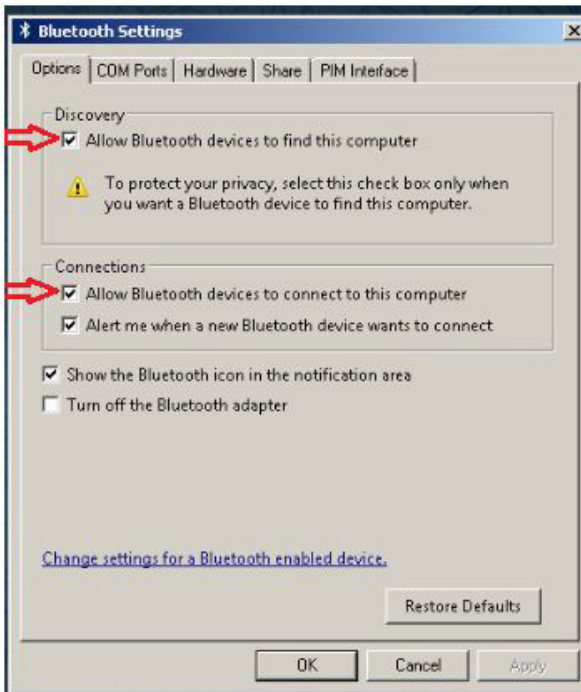 Bluetooth Settings
Options COM Ports Hardware Share PIM Interface
Discovery
Allow Bluetooth devices to find this computer
To protect your privacy, select this check box only when
you want a Bluetooth device to find this computer.
Connections
Allow Bluetooth devices to connect to this computer
Alert me when a new Bluetooth device wants to connect
Show the Bluetooth icon in the notification area
Turn off the Bluetooth adapter
Change settings for a Bluetooth enabled device.
Restore Defaults
OK Cancel Apply